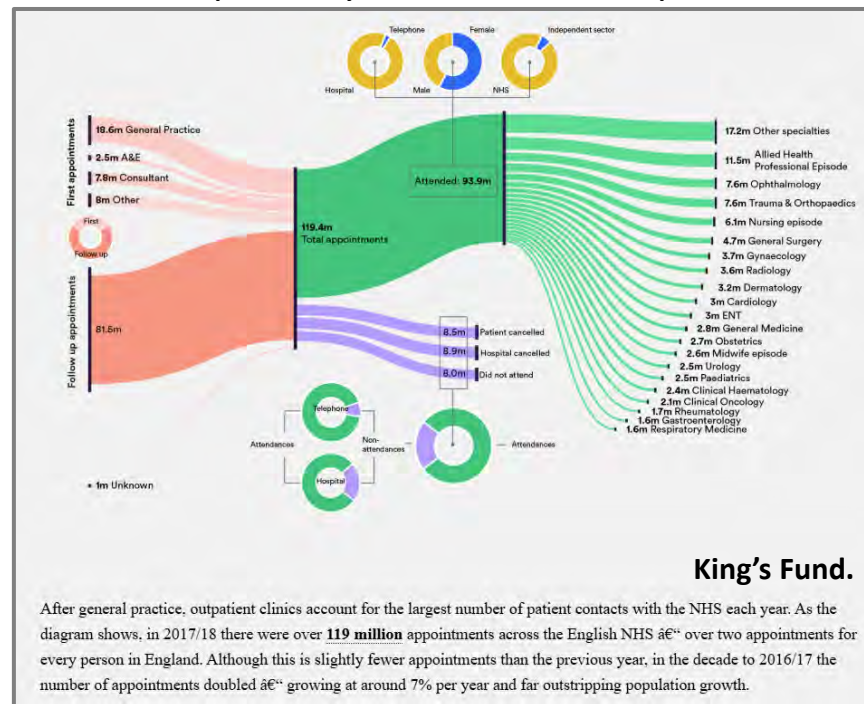 Telephone
Female
Independent sector
Hospital
Male
NHS
First appointments
18.6m General Practice
2.5m A&E
7.8m Consultant
8m Other
First
Follow up
Follow up appointments
81.5m
1m Unknown
119.4m
Total appointments
Attended: 93.9m
8.5m Patient cancelled
8.9m Hospital cancelled
8.0m Did not attend
Telephone
Attendances
Non-
attendances
Attendances
Hospital
17.2m Other specialties
11.5m Allied Health
Professional Episode
7.6m Ophthalmology
7.6m Trauma & Orthopaedics
6.1m Nursing episode
4.7m General Surgery
3.7m Gynaecology
3.6m Radiology
3.2m Dermatology
3m Cardiology
3m ENT
2.8m General Medicine
2.7m Obstetrics
2.6m Midwife episode
2.5m Urology
2.5m Paediatrics
2.4m Clinical Haematology
2.1m Clinical Oncology
1.7m Rheumatology
1.6m Gastroenterology
1.6m Respiratory Medicine
King’s Fund.
After general practice, outpatient clinics account for the largest number of patient contacts with the NHS each year. As the
diagram shows, in 2017/18 there were over 119 million appointments across the English NHS â€“ over two appointments for
every person in England. Although this is slightly fewer appointments than the previous year, in the decade to 2016/17 the
number of appointments doubled â€“ growing at around 7% per year and far outstripping population growth.